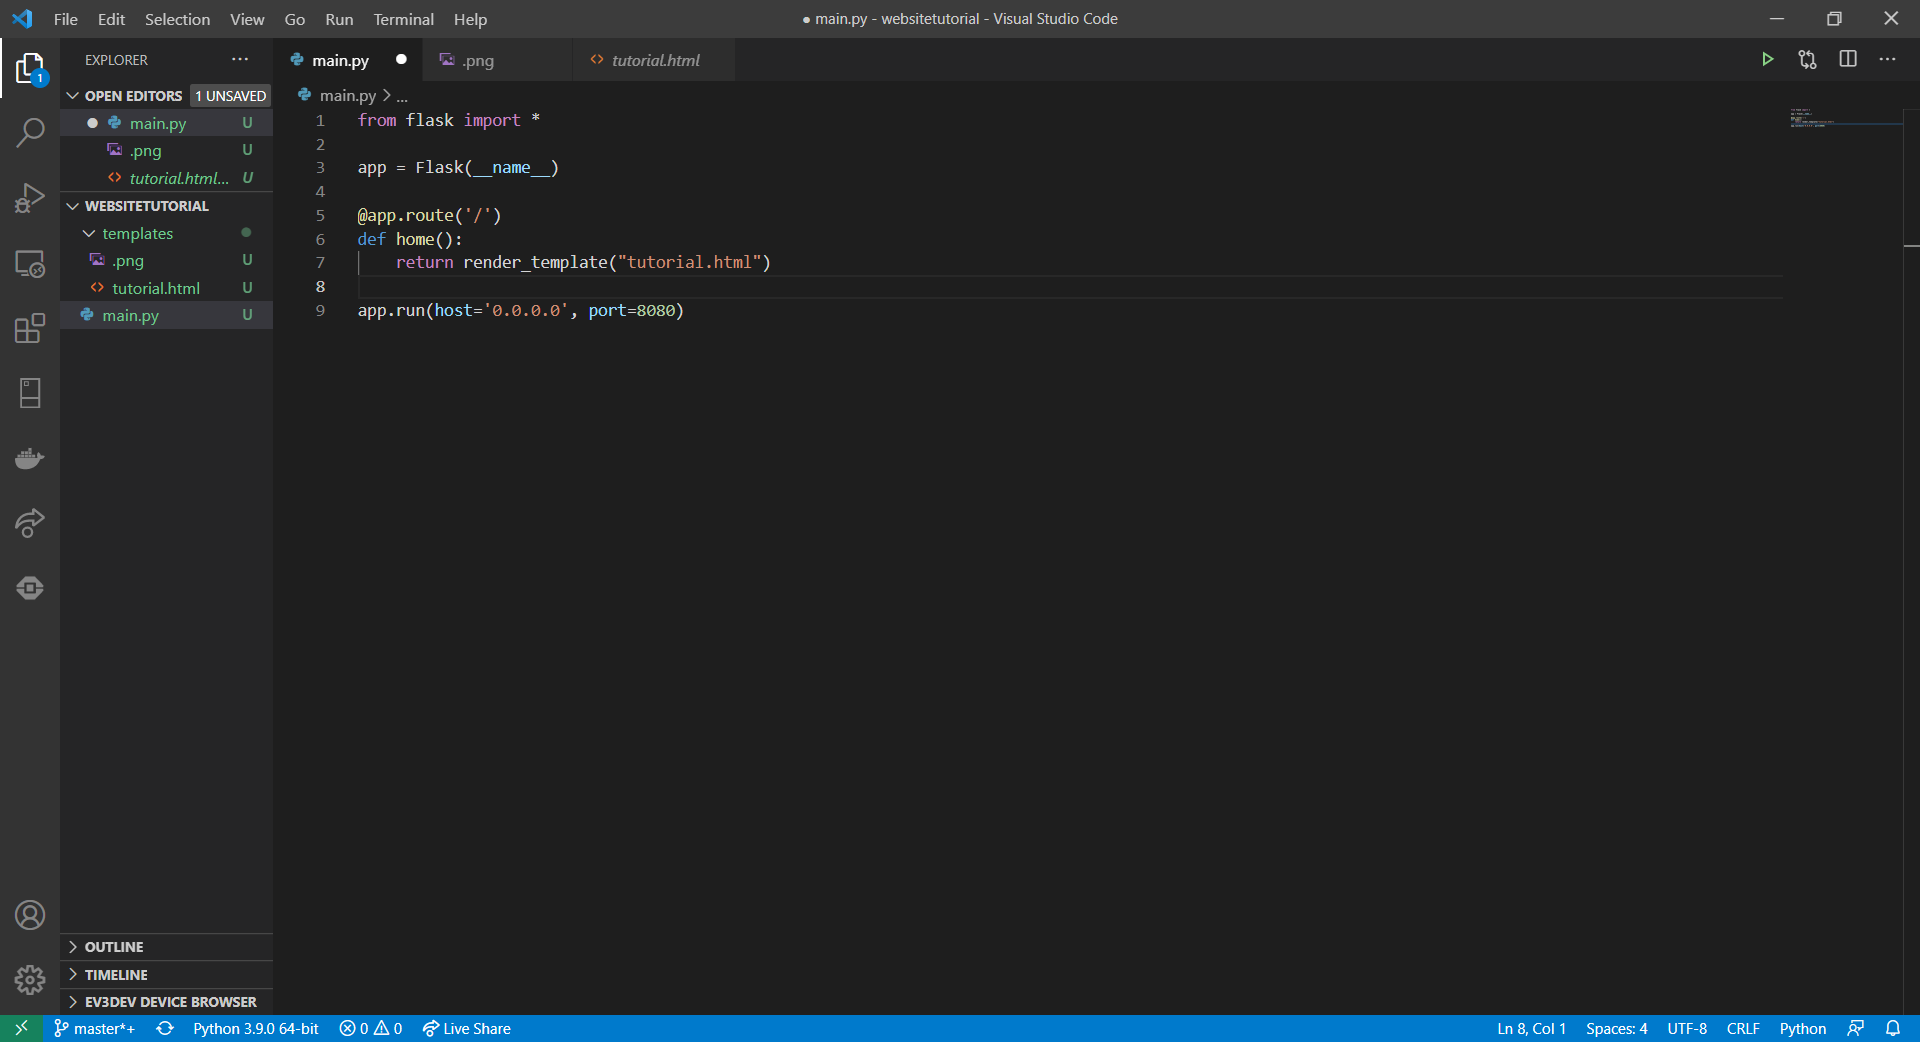 File Edit Selection View Go Run Terminal Help
● main.py - websitetutorial - Visual Studio Code
1
EXPLORER ...
OPEN EDITORS 1 UNSAVED
● main.py U
.png U
tutorial.html... U
WEBSITETUTORIAL
templates
.png U
tutorial.html U
main.py U
OUTLINE
TIMELINE
EV3DEV DEVICE BROWSER
main.py ● .png tutorial.html
main.py > ...
1 from flask import *
2
3 app = Flask(__name__)
4
5 @app.route('/')
6 def home():
7 return render_template("tutorial.html")
8
9 app.run(host='0.0.0.0', port=8080)
master*+ Python 3.9.0 64-bit 0 0 Live Share Ln 8, Col 1 Spaces: 4 UTF-8 CRLF Python